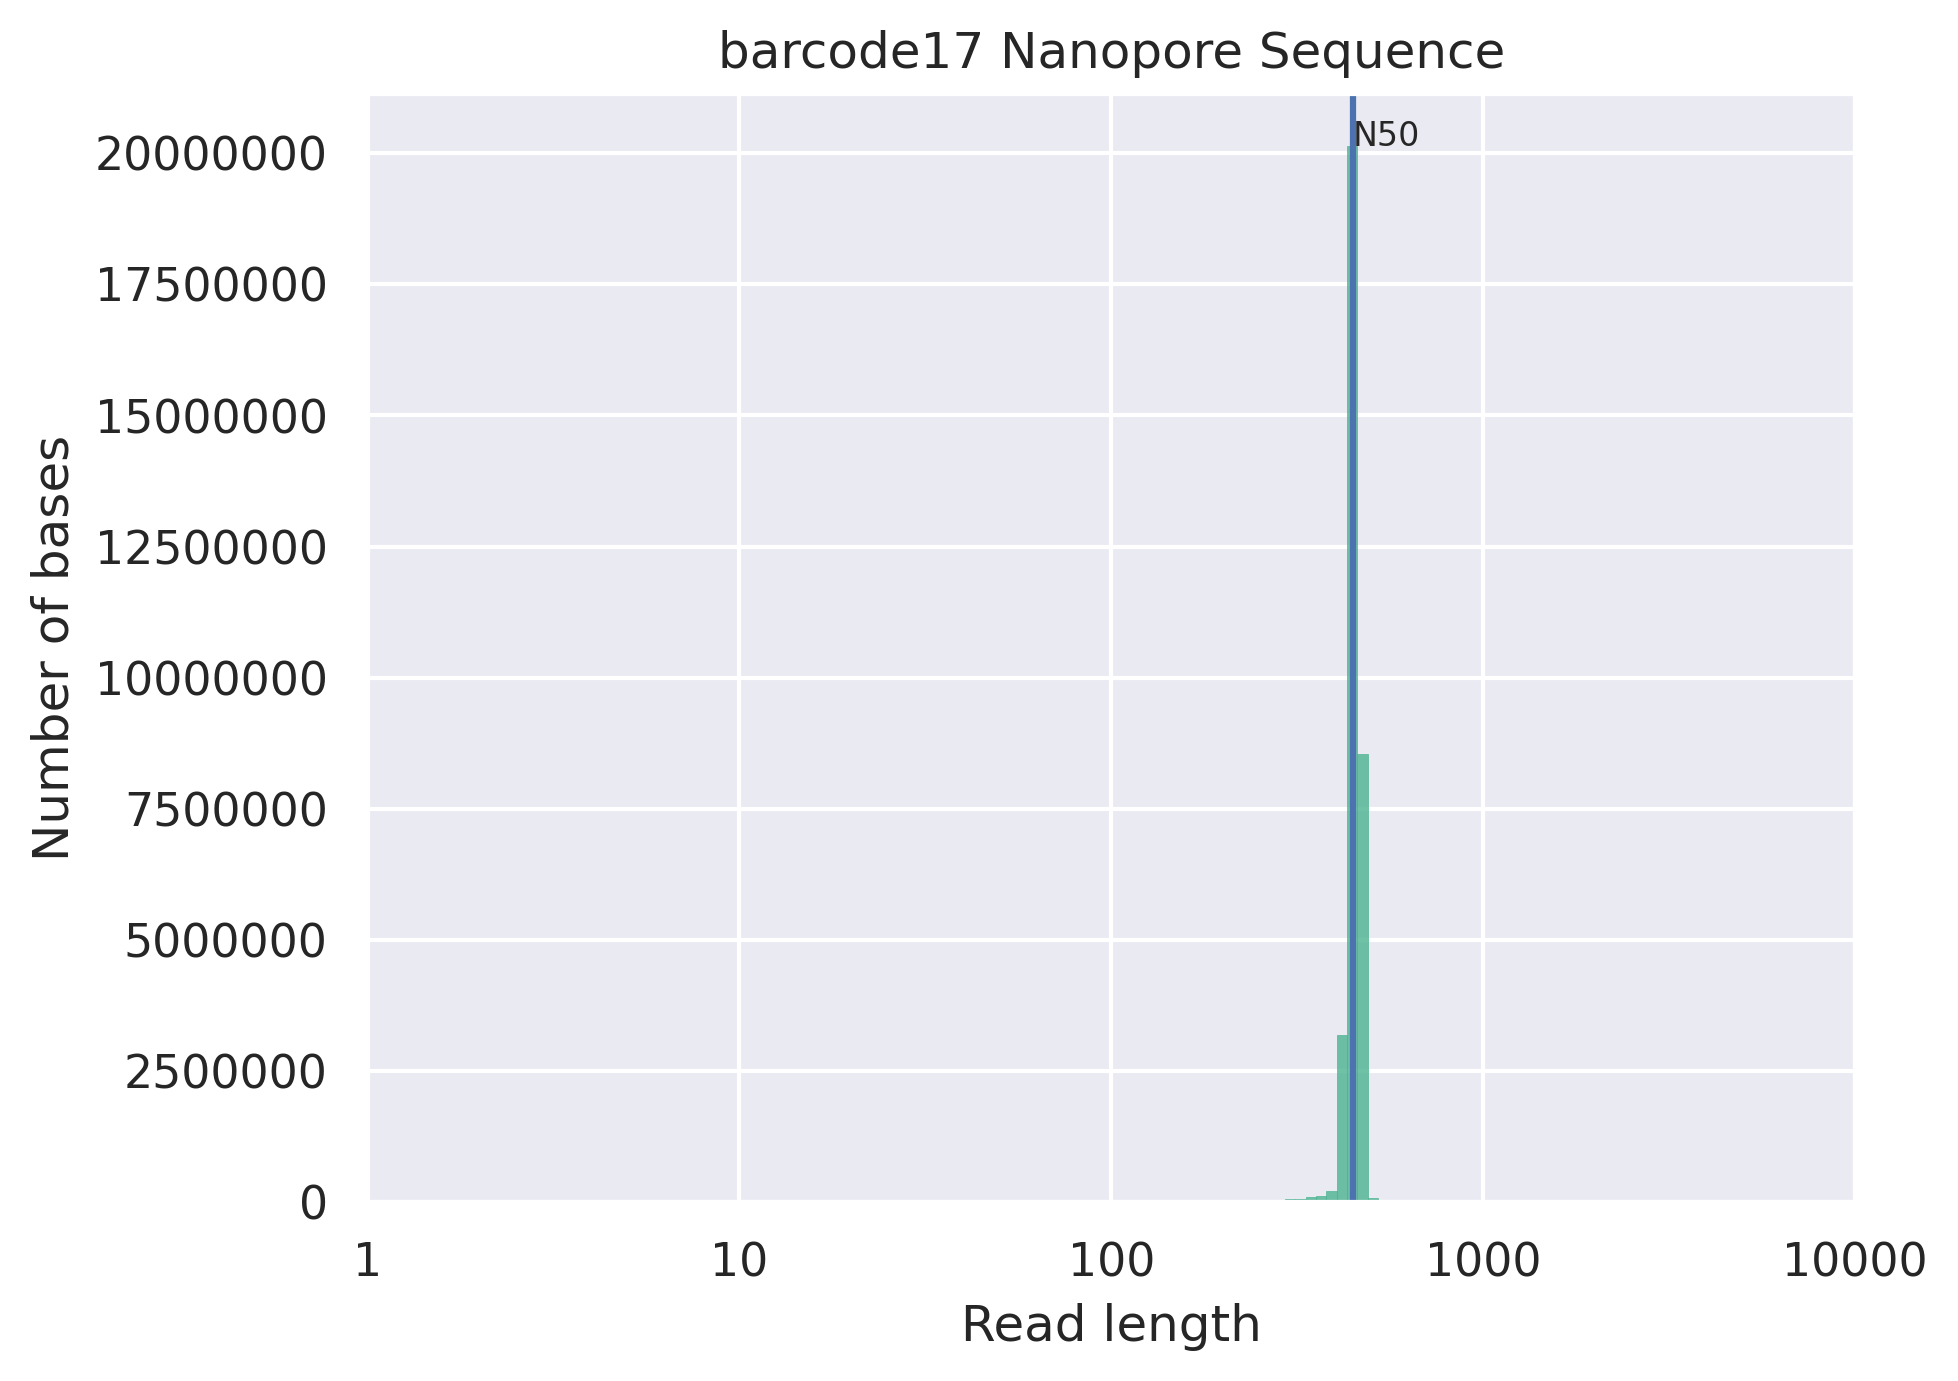 barcode17 Nanopore Sequence
N50
20000000
17500000
15000000
12500000
10000000
7500000
5000000
2500000
0
Number of bases
1 10 100 1000 10000
Read length